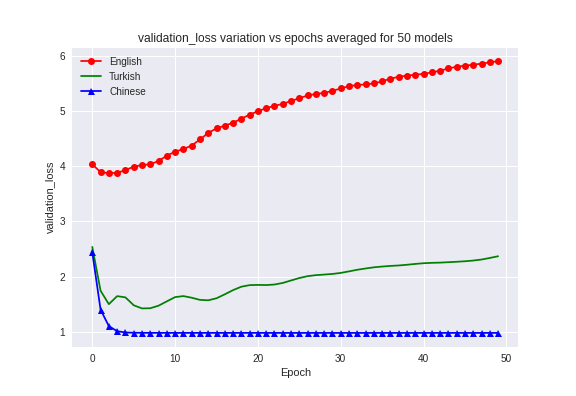 validation_loss variation vs epochs averaged for 50 models
English
Turkish
Chinese
6
5
4
3
2
1
validation_loss
0
10
20
30
40
50
Epoch